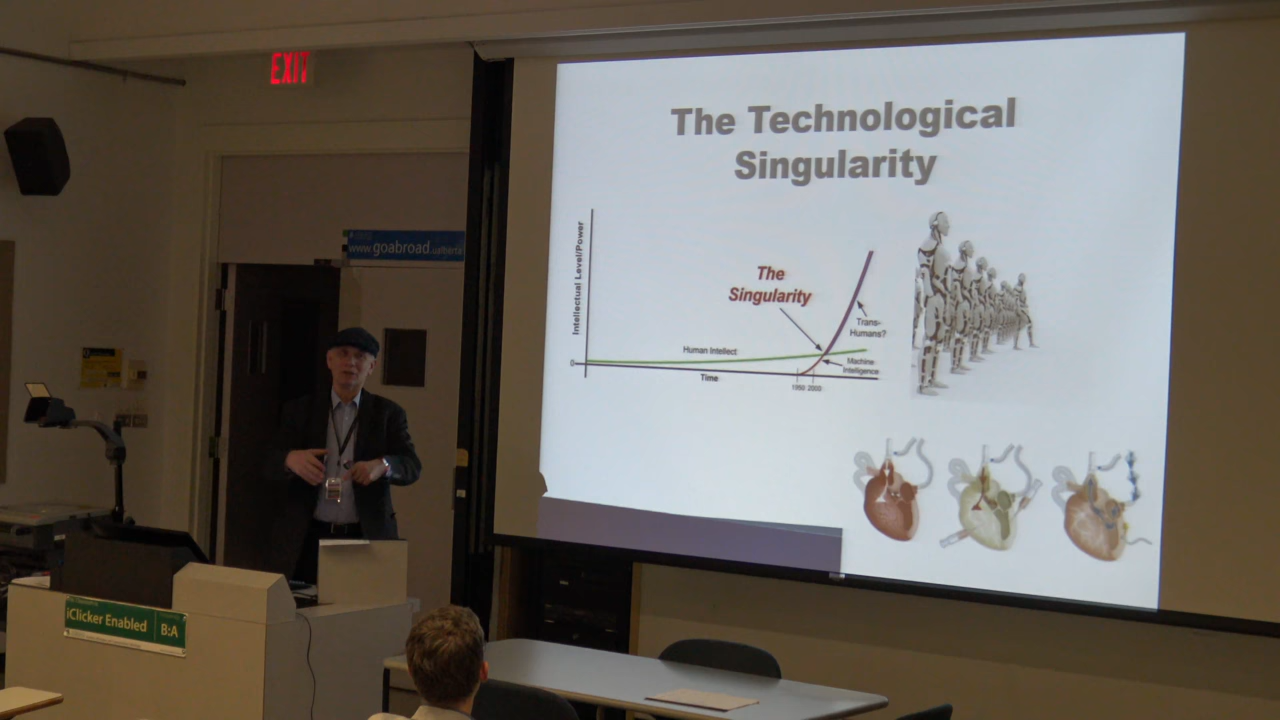 EXIT
The Technological
Singularity
Intellectual Level/Power
The
Singularity
Trans-
Humans?
Human Intellect
Machine
Intelligence
0
Time
1950 2000
www.goabroad.ualberta
iClicker Enabled
B:A